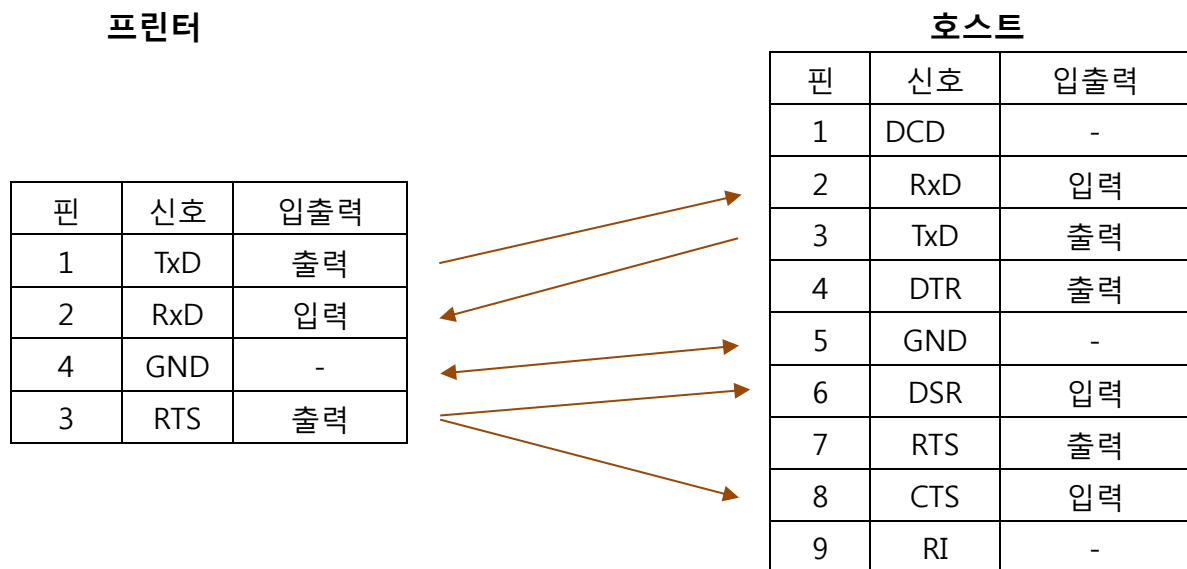 프린터
핀 신호 입출력
1 TxD 출력
2 RxD 입력
4 GND -
3 RTS 출력
호스트
핀 신호 입출력
1 DCD -
2 RxD 입력
3 TxD 출력
4 DTR 출력
5 GND -
6 DSR 입력
7 RTS 출력
8 CTS 입력
9 RI -